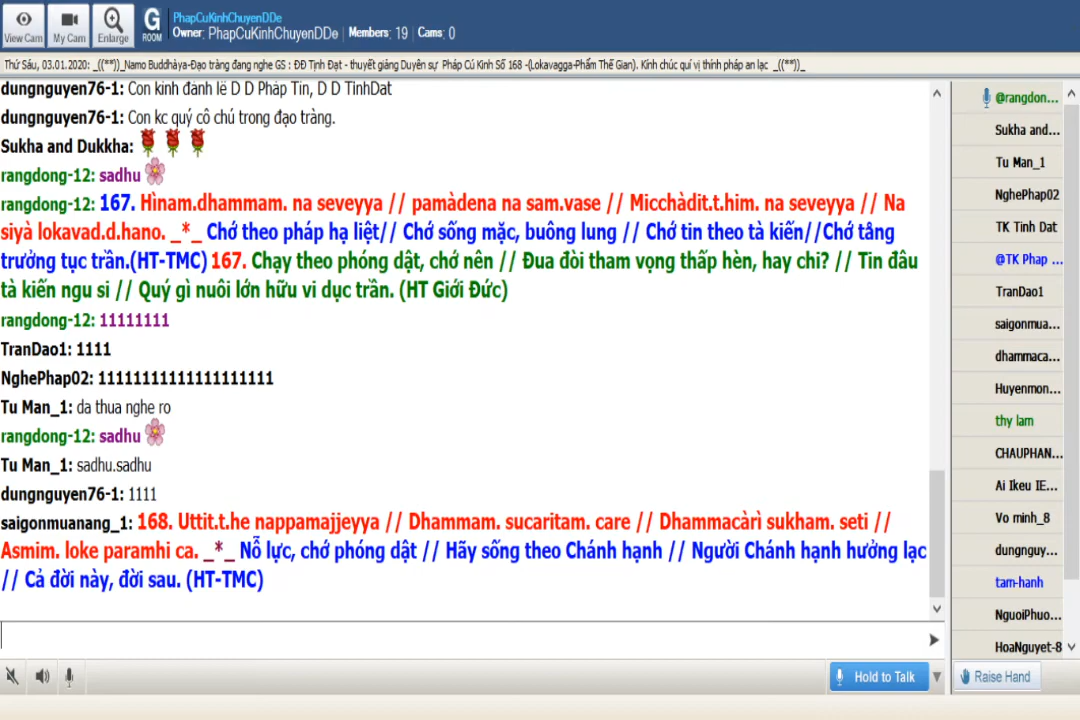 View Cam
My Cam
Enlarge
G
ROOM
PhapCuKinhChuyenDDe
Owner: PhapCuKinhChuyenDDe | Members: 19 | Cams: 0
Thứ Sáu, 03.01.2020: _((**))_Namo Buddhàya-Đạo tràng đang nghe GS : ĐĐ Tịnh Đạt - thuyết giảng Duyên sự Pháp Cú Kinh Số 168 -(Lokavagga-Phẩm Thế Gian). Kính chúc quí vị thính pháp an lạc _((**))_
dungnguyen76-1: Con kính đảnh lễ D D Pháp Tín, D D TinhDat
dungnguyen76-1: Con kc quý cô chú trong đạo tràng.
Sukha and Dukkha:
rangdong-12: sadhu
rangdong-12: 167. Hìnam.dhammam. na seveyya // pamàdena na sam.vase // Micchàdit.t.him. na seveyya // Na
siyà lokavad.d.hano. _*_ Chớ theo pháp hạ liệt// Chớ sống mặc, buông lung // Chớ tin theo tà kiến//Chớ tăng
trưởng tục trần.(HT-TMC) 167. Chạy theo phóng dật, chớ nên // Đua đòi tham vọng thấp hèn, hay chi? // Tin đâu
tà kiến ngu si // Quý gì nuôi lớn hữu vi dục trần. (HT Giới Đức)
rangdong-12: 11111111
TranDao1: 1111
NghePhap02: 11111111111111111111
Tu Man_1: da thua nghe ro
rangdong-12: sadhu
Tu Man_1: sadhu.sadhu
dungnguyen76-1: 1111
saigonmuanang_1: 168. Uttit.t.he nappamajjeyya // Dhammam. sucaritam. care // Dhammacàrì sukham. seti //
Asmim. loke paramhi ca. _*_ Nỗ lực, chớ phóng dật // Hãy sống theo Chánh hạnh // Người Chánh hạnh hưởng lạc
// Cả đời này, đời sau. (HT-TMC)
@rangdon...
Sukha and...
Tu Man_1
NghePhap02
TK Tinh Dat
@TK Phap ...
TranDao1
saigonmua...
dhammaca...
Huyenmon...
thy lam
CHAUPHAN...
Ai Ikeu IE...
Vo minh_8
dungnguy...
tam-hanh
NguoiPhuo...
HoaNguyet-8
Hold to Talk
Raise Hand